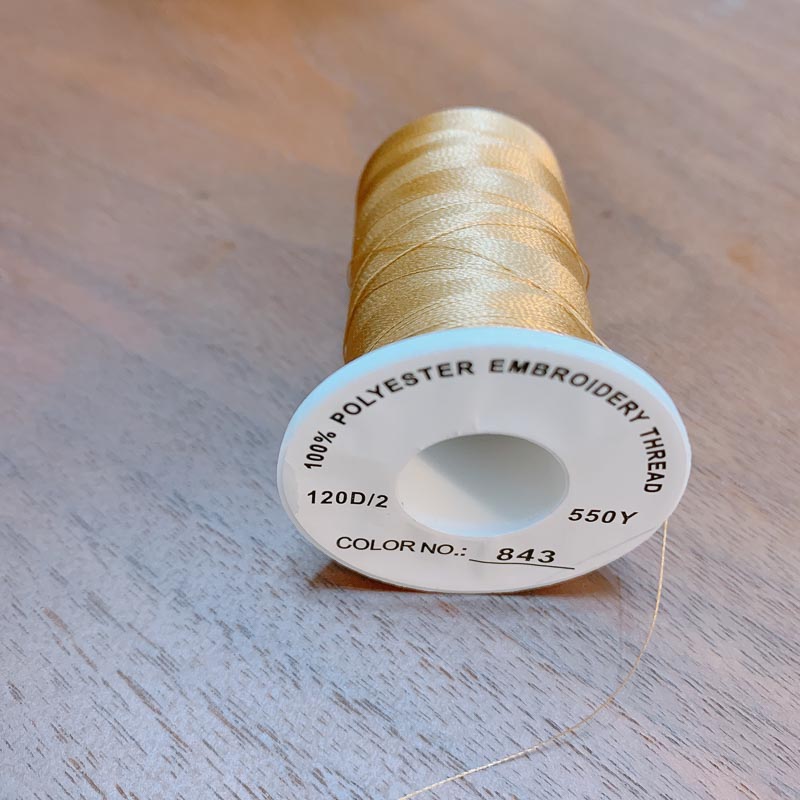 100% POLYESTER EMBROIDERY THREAD
120D/2
550Y
COLOR NO.: 843